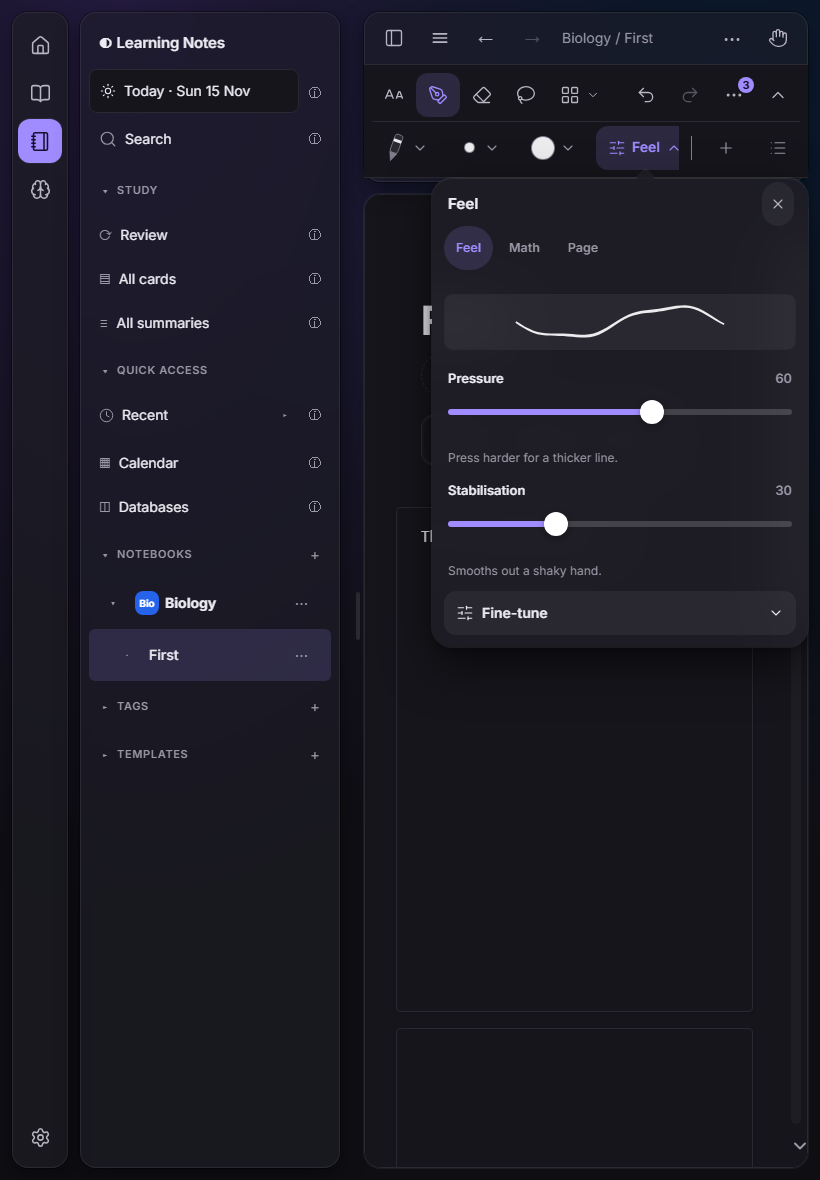 Learning Notes
Today · Sun 15 Nov
Search
STUDY
Review
All cards
All summaries
QUICK ACCESS
Recent
Calendar
Databases
NOTEBOOKS
Bio Biology
First
TAGS
TEMPLATES
Biology / First
AA
3
Feel
Feel
Feel Math Page
Pressure 60
Press harder for a thicker line.
Stabilisation 30
Smooths out a shaky hand.
Fine-tune